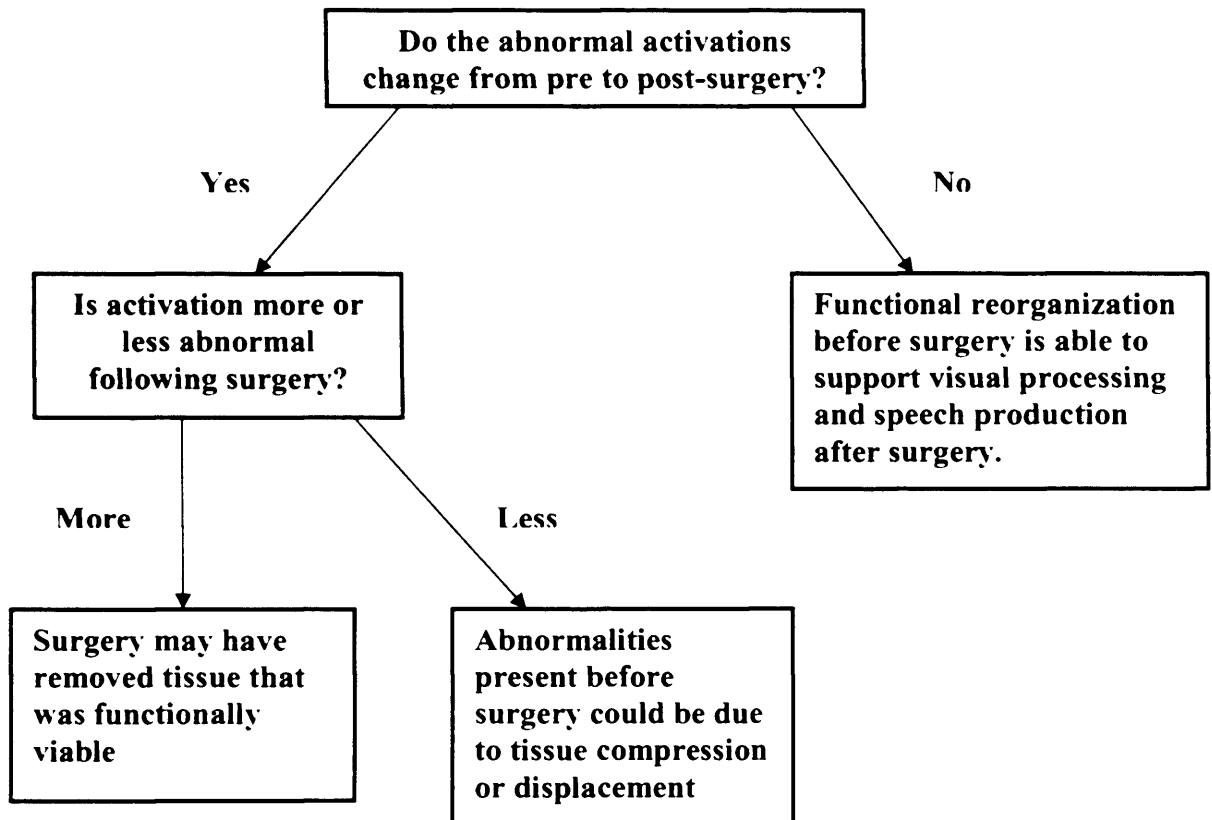 Do the abnormal activations
change from pre to post-surgery?
Yes
No
Is activation more or
less abnormal
following surgery?
Functional reorganization
before surgery is able to
support visual processing
and speech production
after surgery.
More
Less
Surgery may have
removed tissue that
was functionally
viable
Abnormalities
present before
surgery could be due
to tissue compression
or displacement